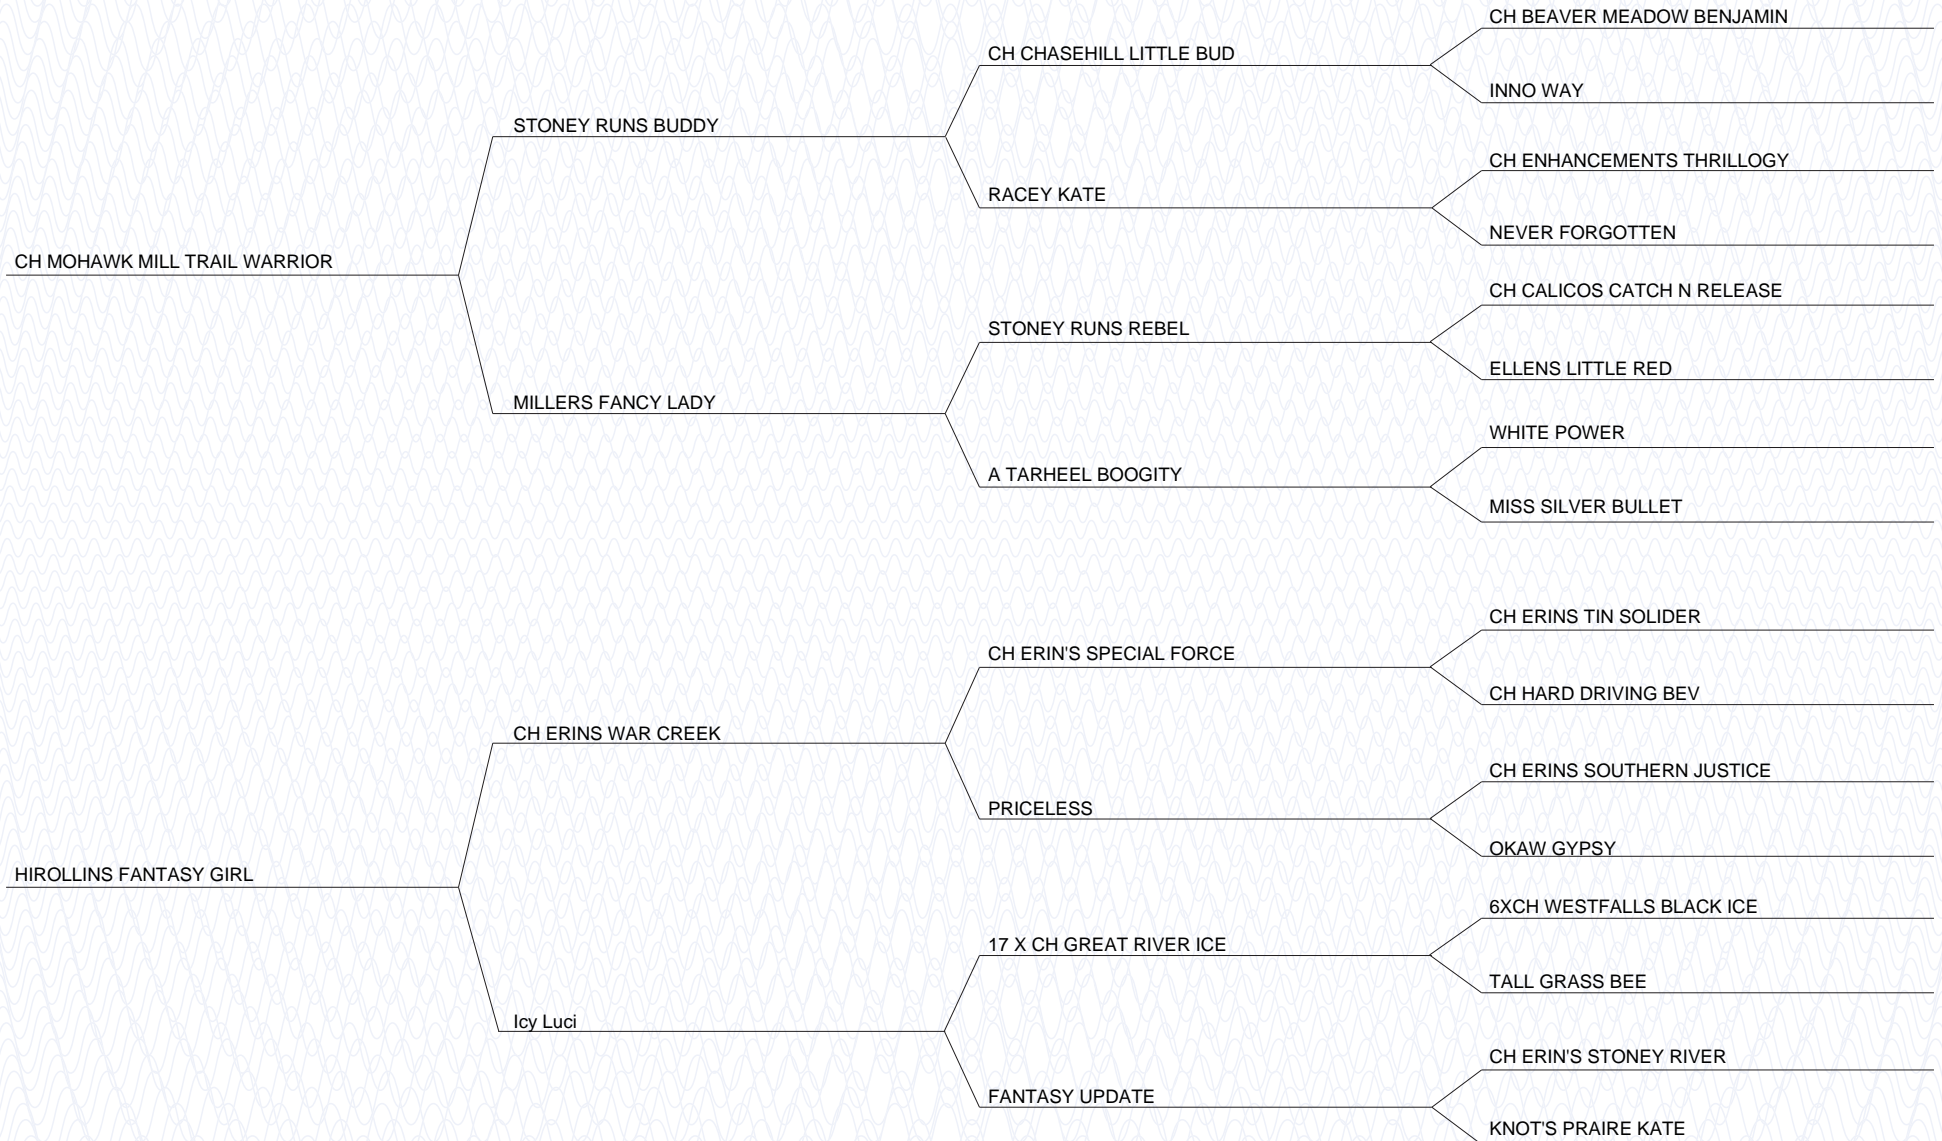 CH BEAVER MEADOW BENJAMIN
CH CHASEHILL LITTLE BUD
INNO WAY
STONEY RUNS BUDDY
CH ENHANCEMENTS THRILLOGY
RACEY KATE
NEVER FORGOTTEN
CH MOHAWK MILL TRAIL WARRIOR
CH CALICOS CATCH N RELEASE
STONEY RUNS REBEL
ELLENS LITTLE RED
MILLERS FANCY LADY
WHITE POWER
A TARHEEL BOOGITY
MISS SILVER BULLET
CH ERINS TIN SOLIDER
CH ERIN'S SPECIAL FORCE
CH HARD DRIVING BEV
CH ERINS WAR CREEK
CH ERINS SOUTHERN JUSTICE
PRICELESS
OKAW GYPSY
HIROLLINS FANTASY GIRL
6XCH WESTFALLS BLACK ICE
17 X CH GREAT RIVER ICE
TALL GRASS BEE
Icy Luci
CH ERIN'S STONEY RIVER
FANTASY UPDATE
KNOT'S PRAIRE KATE